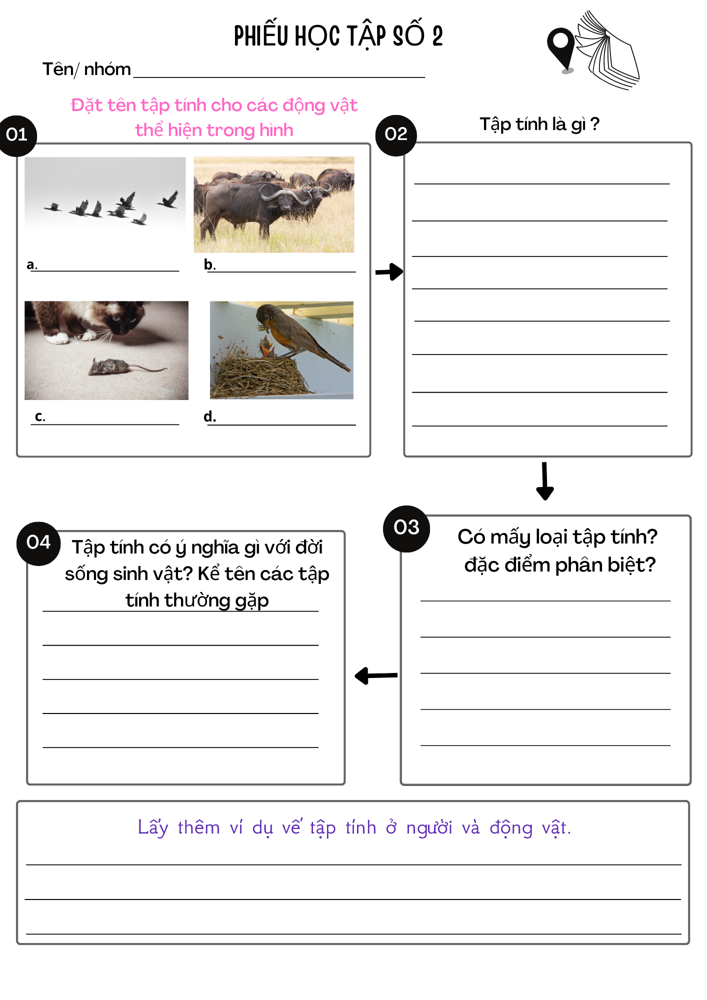 PHIẾU HỌC TẬP SỐ 2
Tên/ nhóm
Đặt tên tập tính cho các động vật
thể hiện trong hình
01
a.
b.
c.
d.
02
Tập tính là gì ?
03
Có mấy loại tập tính?
đặc điểm phân biệt?
04
Tập tính có ý nghĩa gì với đời
sống sinh vật? Kể tên các tập
tính thường gặp
Lấy thêm ví dụ về tập tính ở người và động vật.